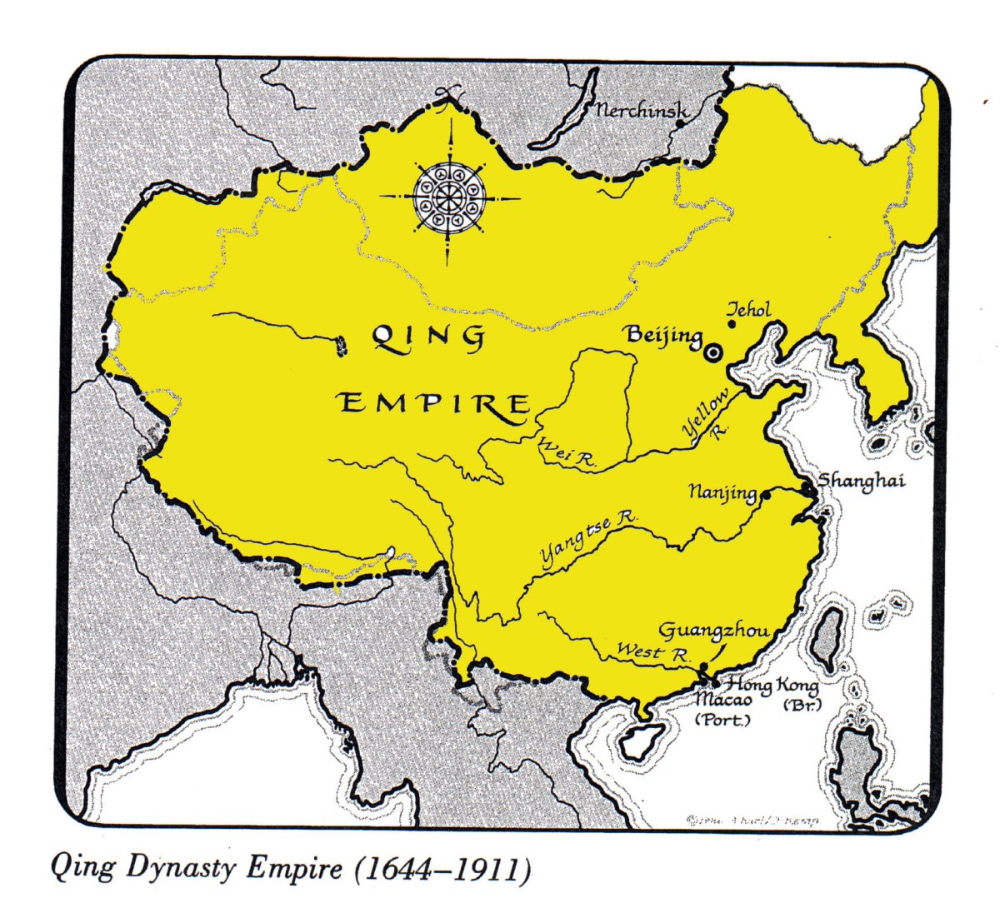 Nerchinsk
Jehol
Beijing
QING
EMPIRE
Yellow
R.
Wei R.
Nanjing
Shanghai
Yangtse R.
Guangzhou
West R.
Hong Kong
(Br.)
Macao
(Port.)
Qing Dynasty Empire (1644–1911)